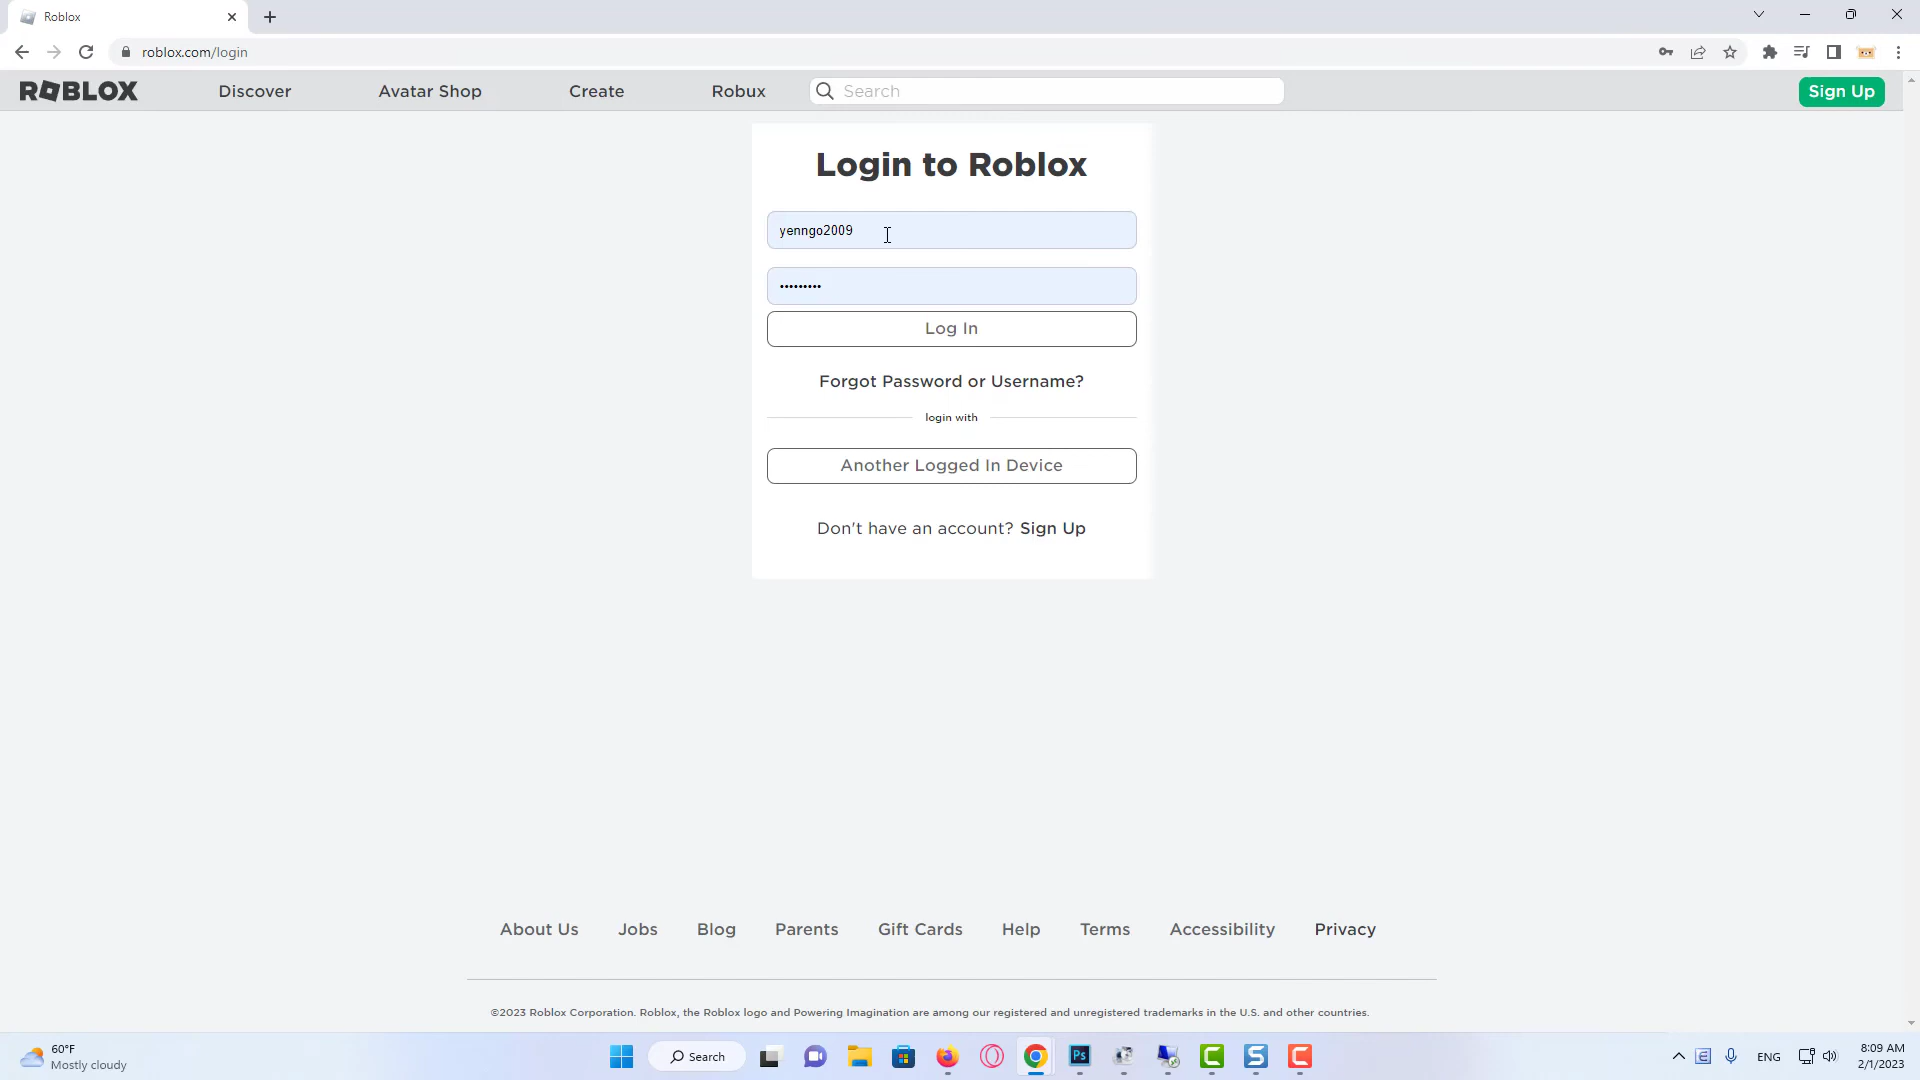 Roblox
roblox.com/login
ROBLOX
Discover
Avatar Shop
Create
Robux
Search
Sign Up
Login to Roblox
yenngo2009
•••••••••
Log In
Forgot Password or Username?
login with
Another Logged In Device
Don't have an account? Sign Up
About Us
Jobs
Blog
Parents
Gift Cards
Help
Terms
Accessibility
Privacy
©2023 Roblox Corporation. Roblox, the Roblox logo and Powering Imagination are among our registered and unregistered trademarks in the U.S. and other countries.
60°F
Mostly cloudy
Search
Ps
ENG
8:09 AM
2/1/2023